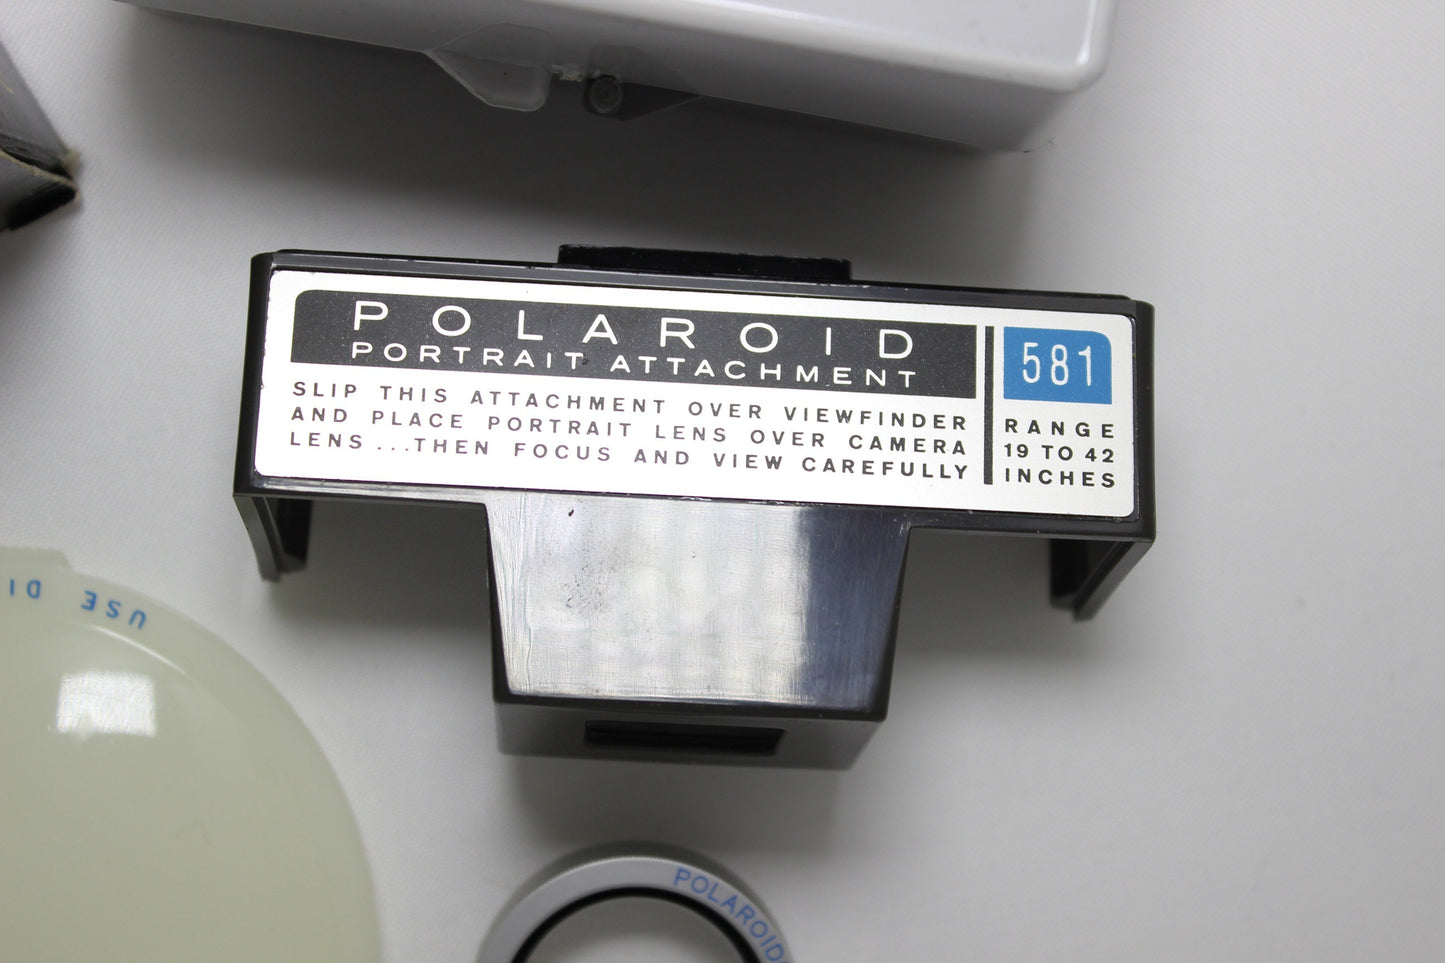 POLAROID
PORTRAIT ATTACHMENT
SLIP THIS ATTACHMENT OVER VIEWFINDER
AND PLACE PORTRAIT LENS OVER CAMERA
LENS...THEN FOCUS AND VIEW CAREFULLY
581
RANGE
19 TO 42
INCHES
USE
POLAROID